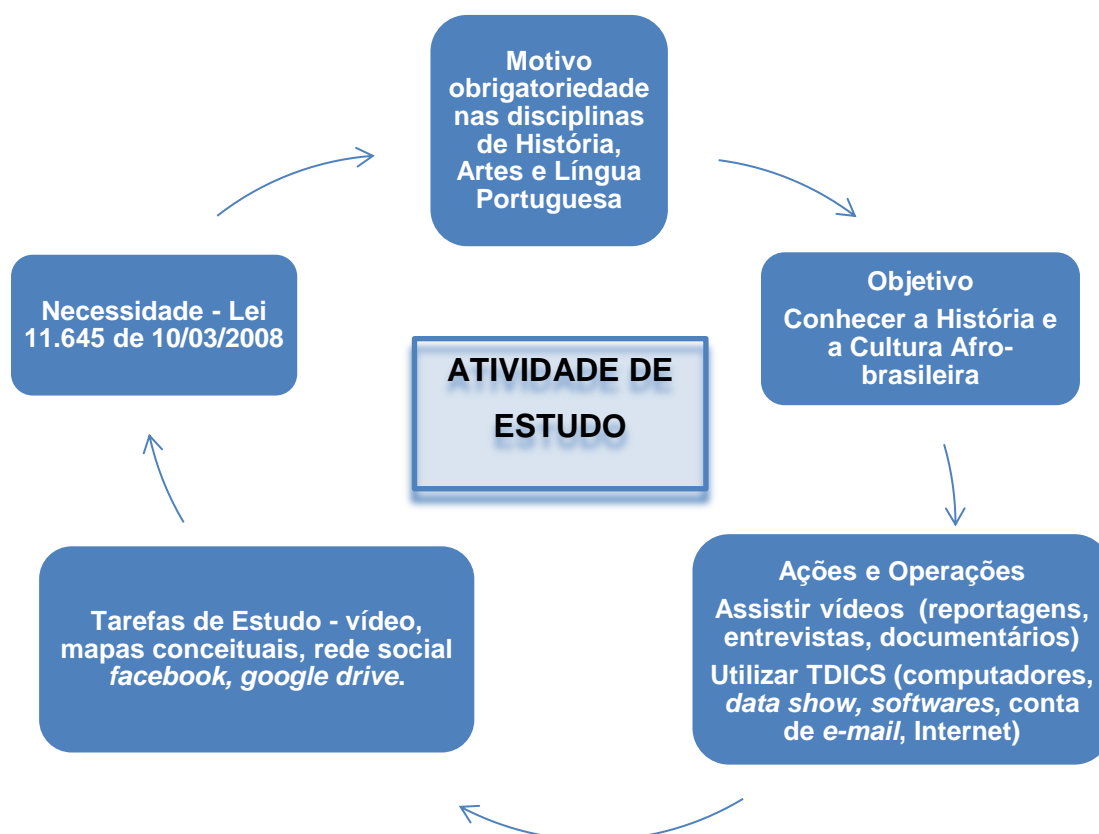 Motivo
obrigatoriedade
nas disciplinas
de História,
Artes e Língua
Portuguesa
Objetivo
Conhecer a História e
a Cultura Afro-
brasileira
Ações e Operações
Assistir vídeos (reportagens,
entrevistas, documentários)
Utilizar TDICS (computadores,
data show, softwares, conta
de e-mail, Internet)
Tarefas de Estudo - vídeo,
mapas conceituais, rede social
facebook, google drive.
Necessidade - Lei
11.645 de 10/03/2008
ATIVIDADE DE
ESTUDO